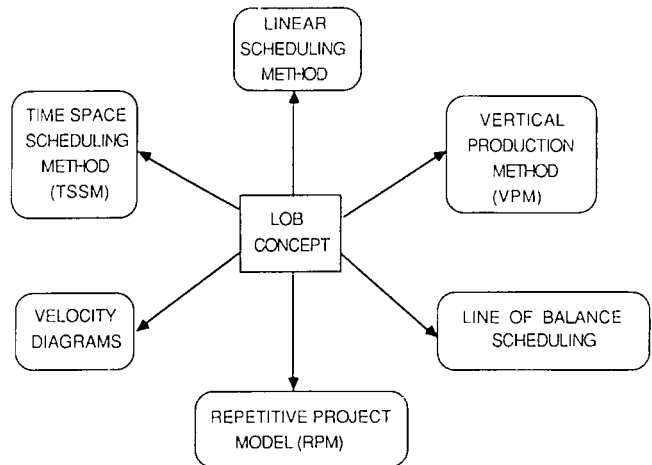 LINEAR
SCHEDULING
METHOD
TIME SPACE
SCHEDULING
METHOD
(TSSM)
VERTICAL
PRODUCTION
METHOD
(VPM)
LOB
CONCEPT
VELOCITY
DIAGRAMS
LINE OF BALANCE
SCHEDULING
REPETITIVE PROJECT
MODEL (RPM)